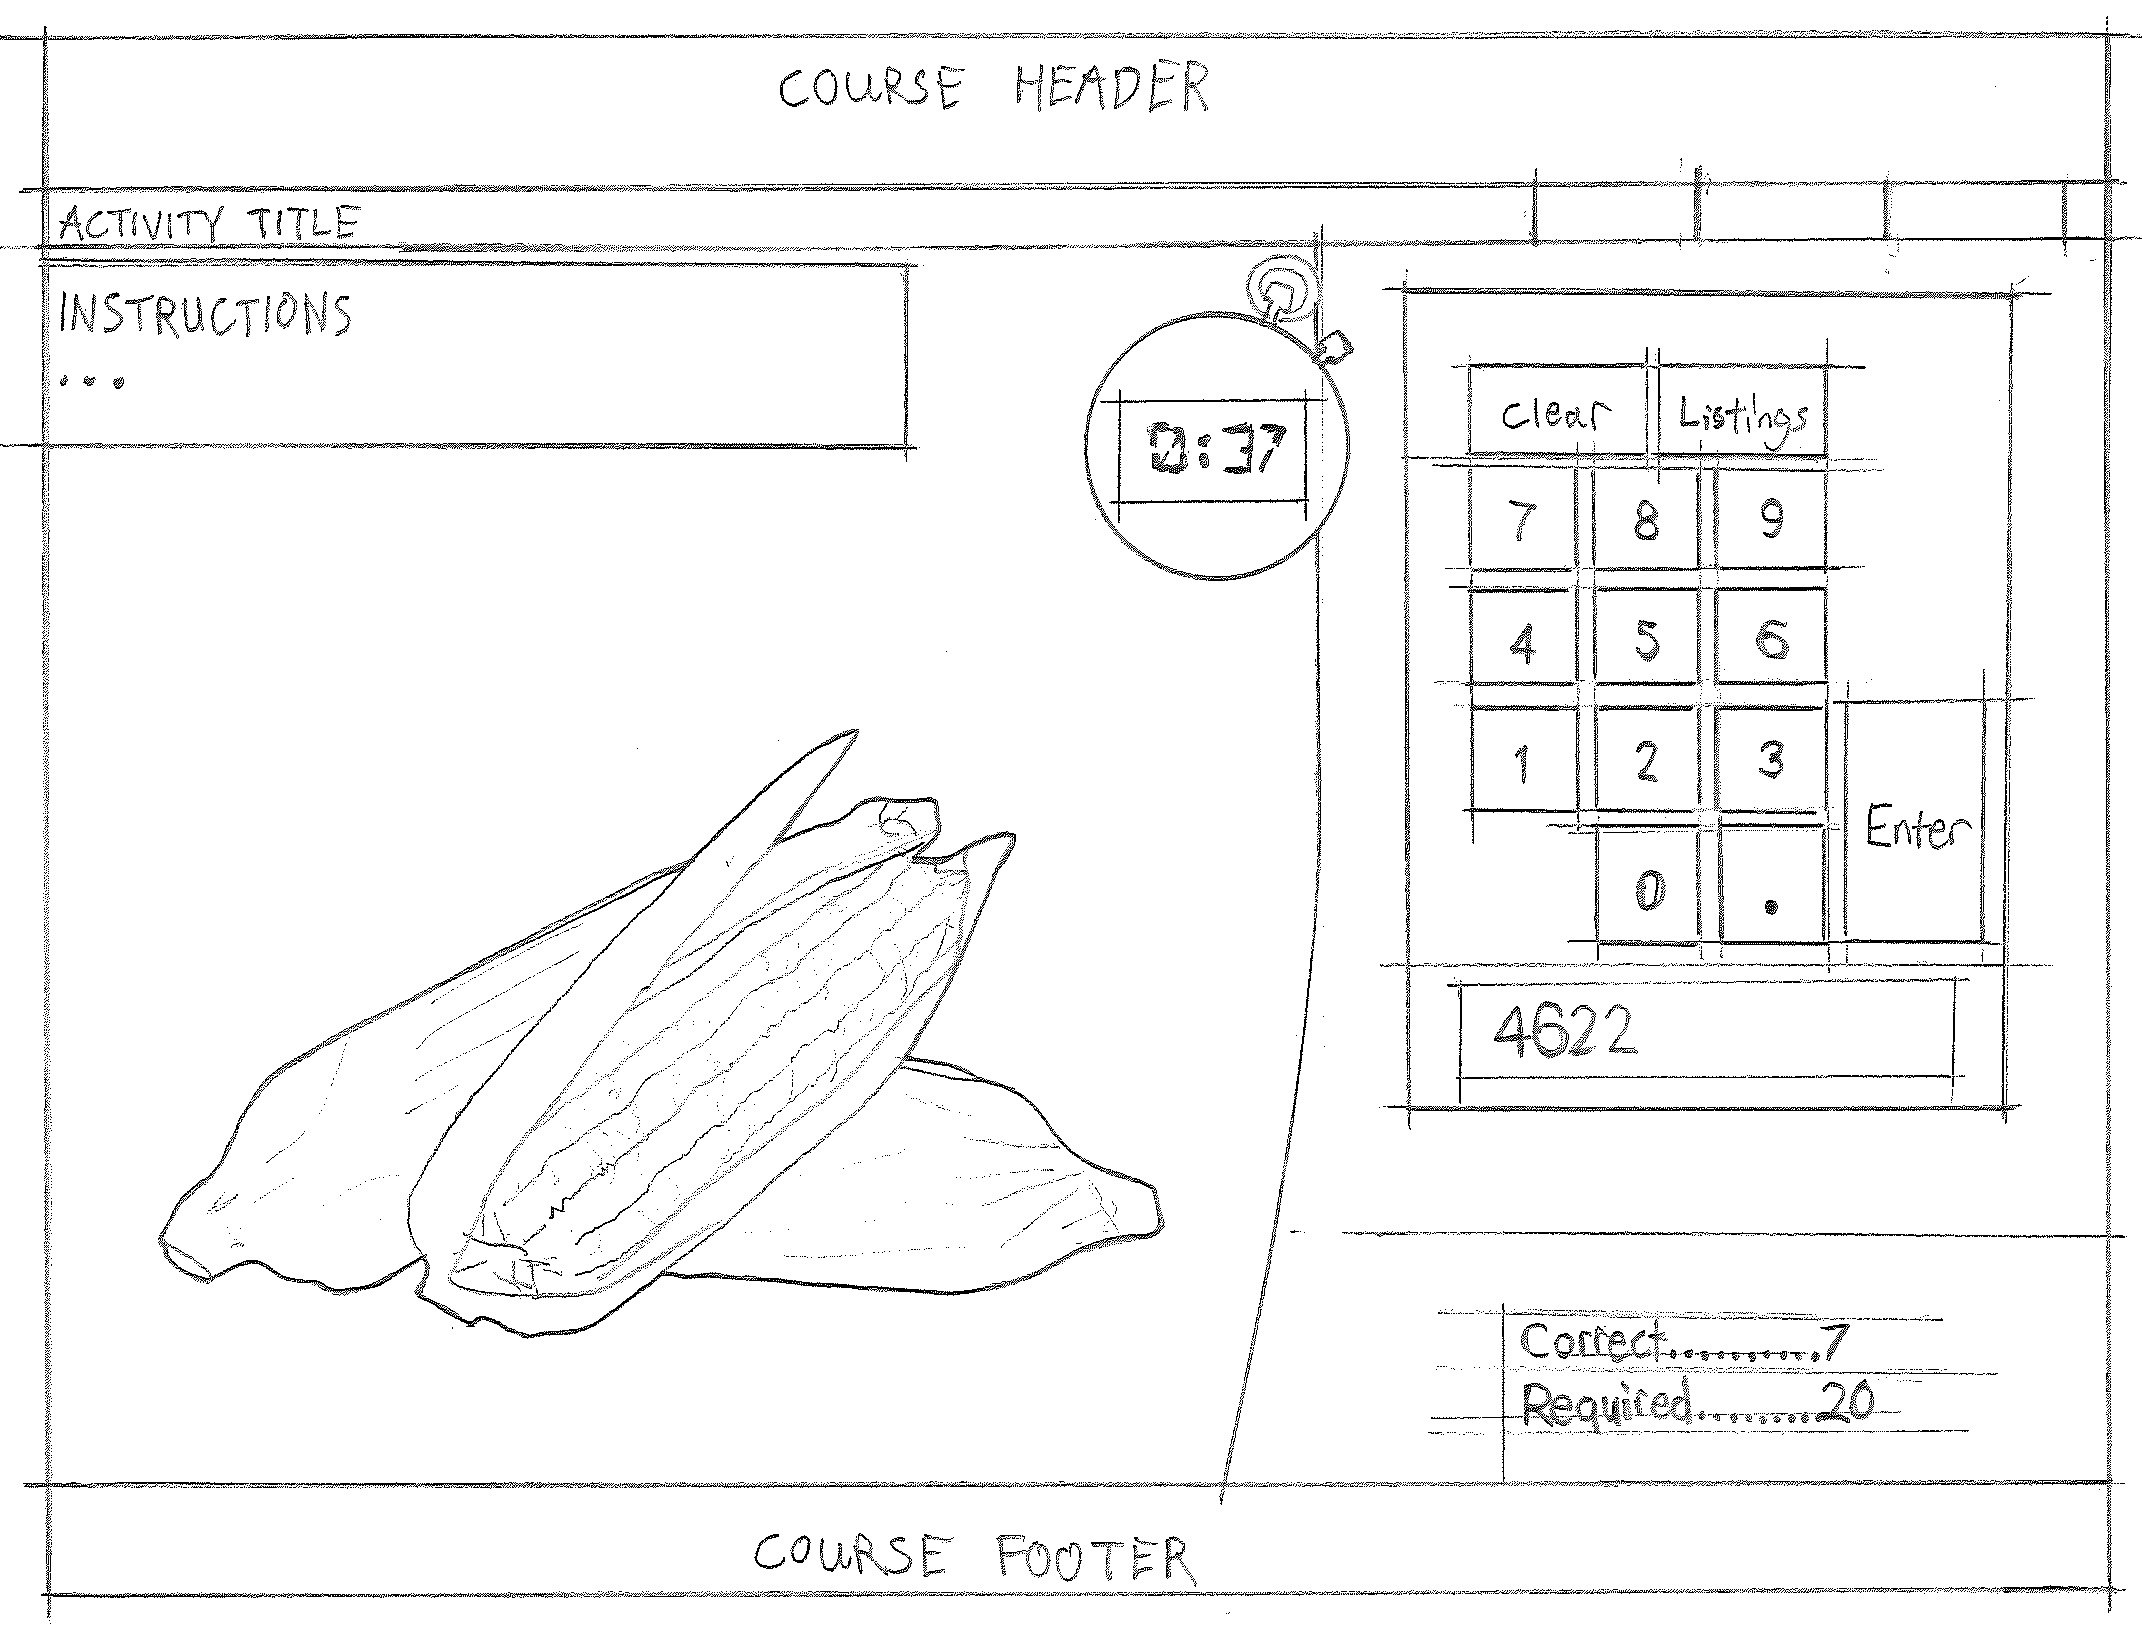 COURSE HEADER
ACTIVITY TITLE
INSTRUCTIONS
...
0:37
Clear Listings
7 8 9
4 5 6
1 2 3
Enter
0 .
4622
Correct..........7
Required........20
COURSE FOOTER